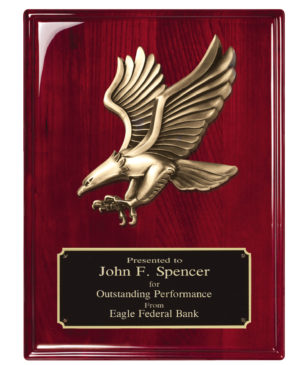 Presented to
John F. Spencer
for
Outstanding Performance
From
Eagle Federal Bank